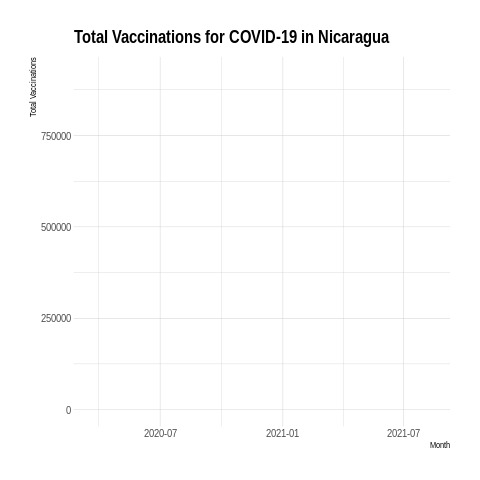 Total Vaccinations for COVID-19 in Nicaragua
Total Vaccinations
750000
500000
250000
0
2020-07 2021-01 2021-07
Month